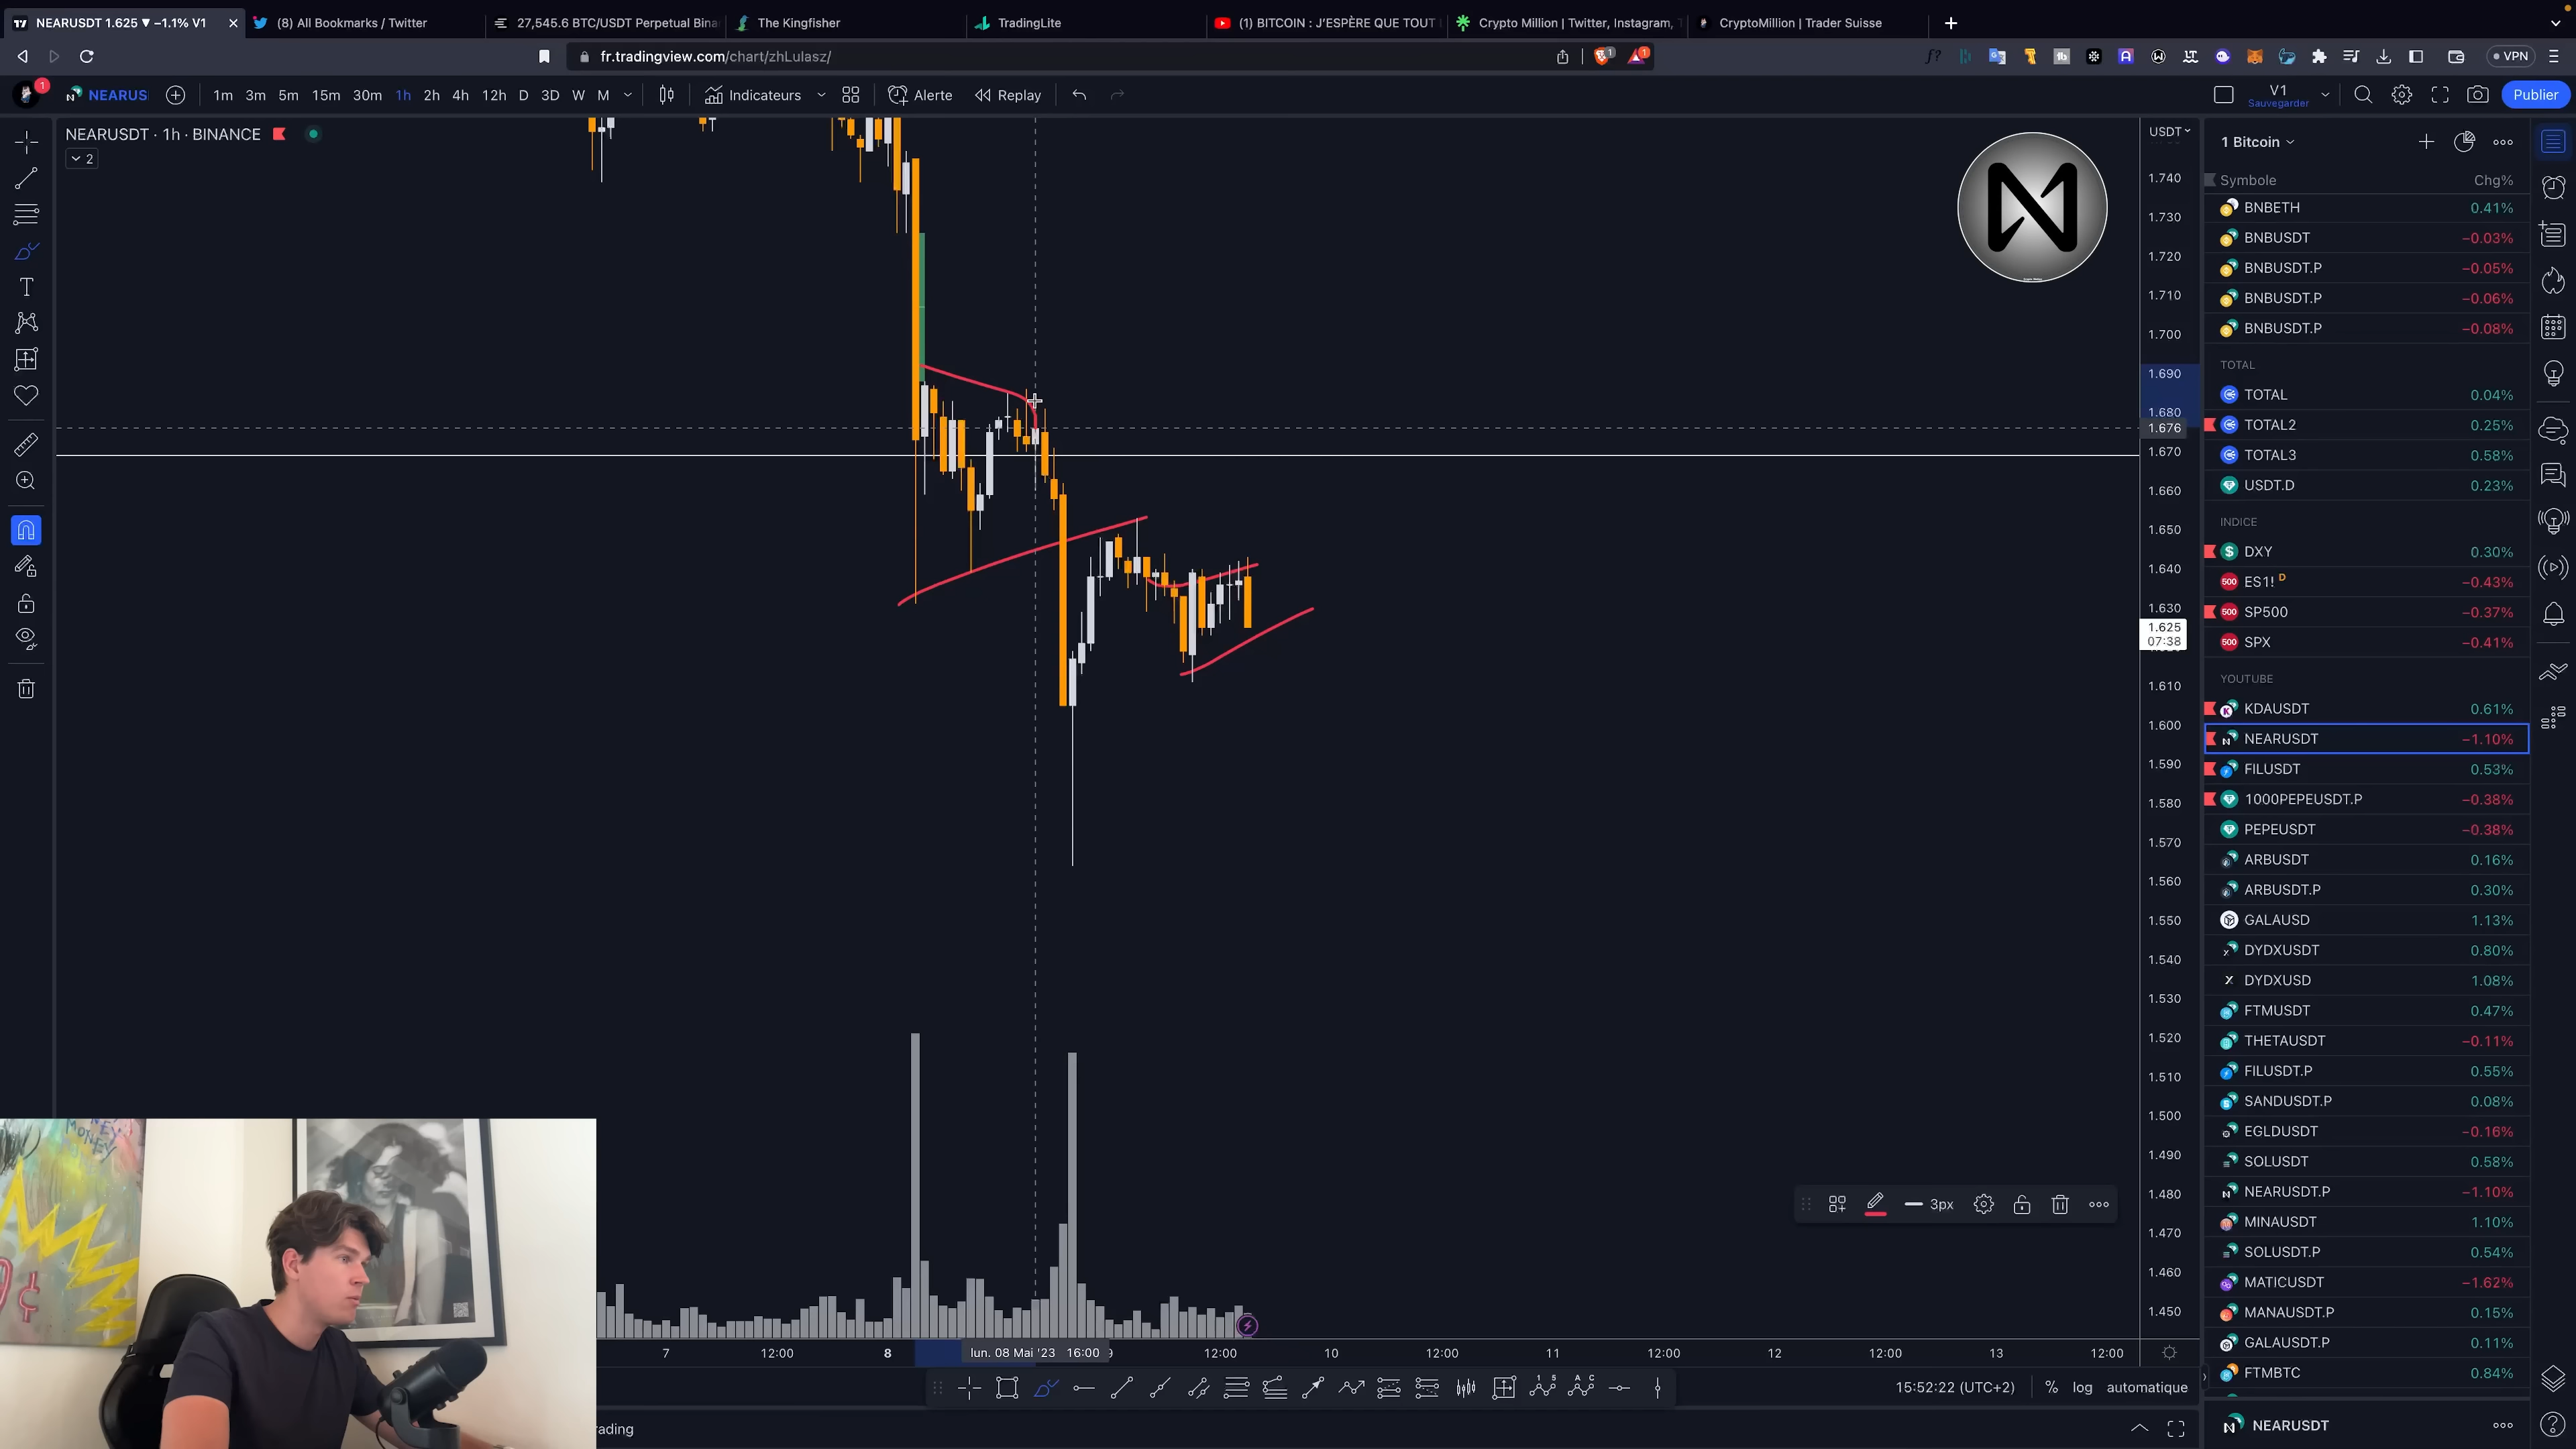 NEARUSDT 1.625 ▼ −1.1% V1
(8) All Bookmarks / Twitter
27,545.6 BTC/USDT Perpetual Bina
The Kingfisher
TradingLite
(1) BITCOIN : J'ESPÈRE QUE TOUT
Crypto Million | Twitter, Instagram,
CryptoMillion | Trader Suisse
fr.tradingview.com/chart/zhLulasz/
VPN
1
NEARUS
1m 3m 5m 15m 30m 1h 2h 4h 12h D 3D W M
Indicateurs
Alerte
Replay
V1
Sauvegarder
Publier
NEARUSDT · 1h · BINANCE
2
USDT
1.740
1.730
1.720
1.710
1.700
1.690
1.680
1.676
1.670
1.660
1.650
1.640
1.630
1.625
07:38
1.610
1.600
1.590
1.580
1.570
1.560
1.550
1.540
1.530
1.520
1.510
1.500
1.490
1.480
1.470
1.460
1.450
1 Bitcoin
Symbole Chg%
BNBETH 0.41%
BNBUSDT −0.03%
BNBUSDT.P −0.05%
BNBUSDT.P −0.06%
BNBUSDT.P −0.08%
TOTAL
TOTAL 0.04%
TOTAL2 0.25%
TOTAL3 0.58%
USDT.D 0.23%
INDICE
DXY 0.30%
ES1! D −0.43%
SP500 −0.37%
SPX −0.41%
YOUTUBE
KDAUSDT 0.61%
NEARUSDT −1.10%
FILUSDT 0.53%
1000PEPEUSDT.P −0.38%
PEPEUSDT −0.38%
ARBUSDT 0.16%
ARBUSDT.P 0.30%
GALAUSD 1.13%
DYDXUSDT 0.80%
DYDXUSD 1.08%
FTMUSDT 0.47%
THETAUSDT −0.11%
FILUSDT.P 0.55%
SANDUSDT.P 0.08%
EGLDUSDT −0.16%
SOLUSDT 0.58%
NEARUSDT.P −1.10%
MINAUSDT 1.10%
SOLUSDT.P 0.54%
MATICUSDT −1.62%
MANAUSDT.P 0.15%
GALAUSDT.P 0.11%
FTMBTC 0.84%
NEARUSDT
3px
MONEY
MONEY
7 12:00 8 lun. 08 Mai '23 16:00 9 12:00 10 12:00 11 12:00 12 12:00 13 12:00
15:52:22 (UTC+2) % log automatique
rading